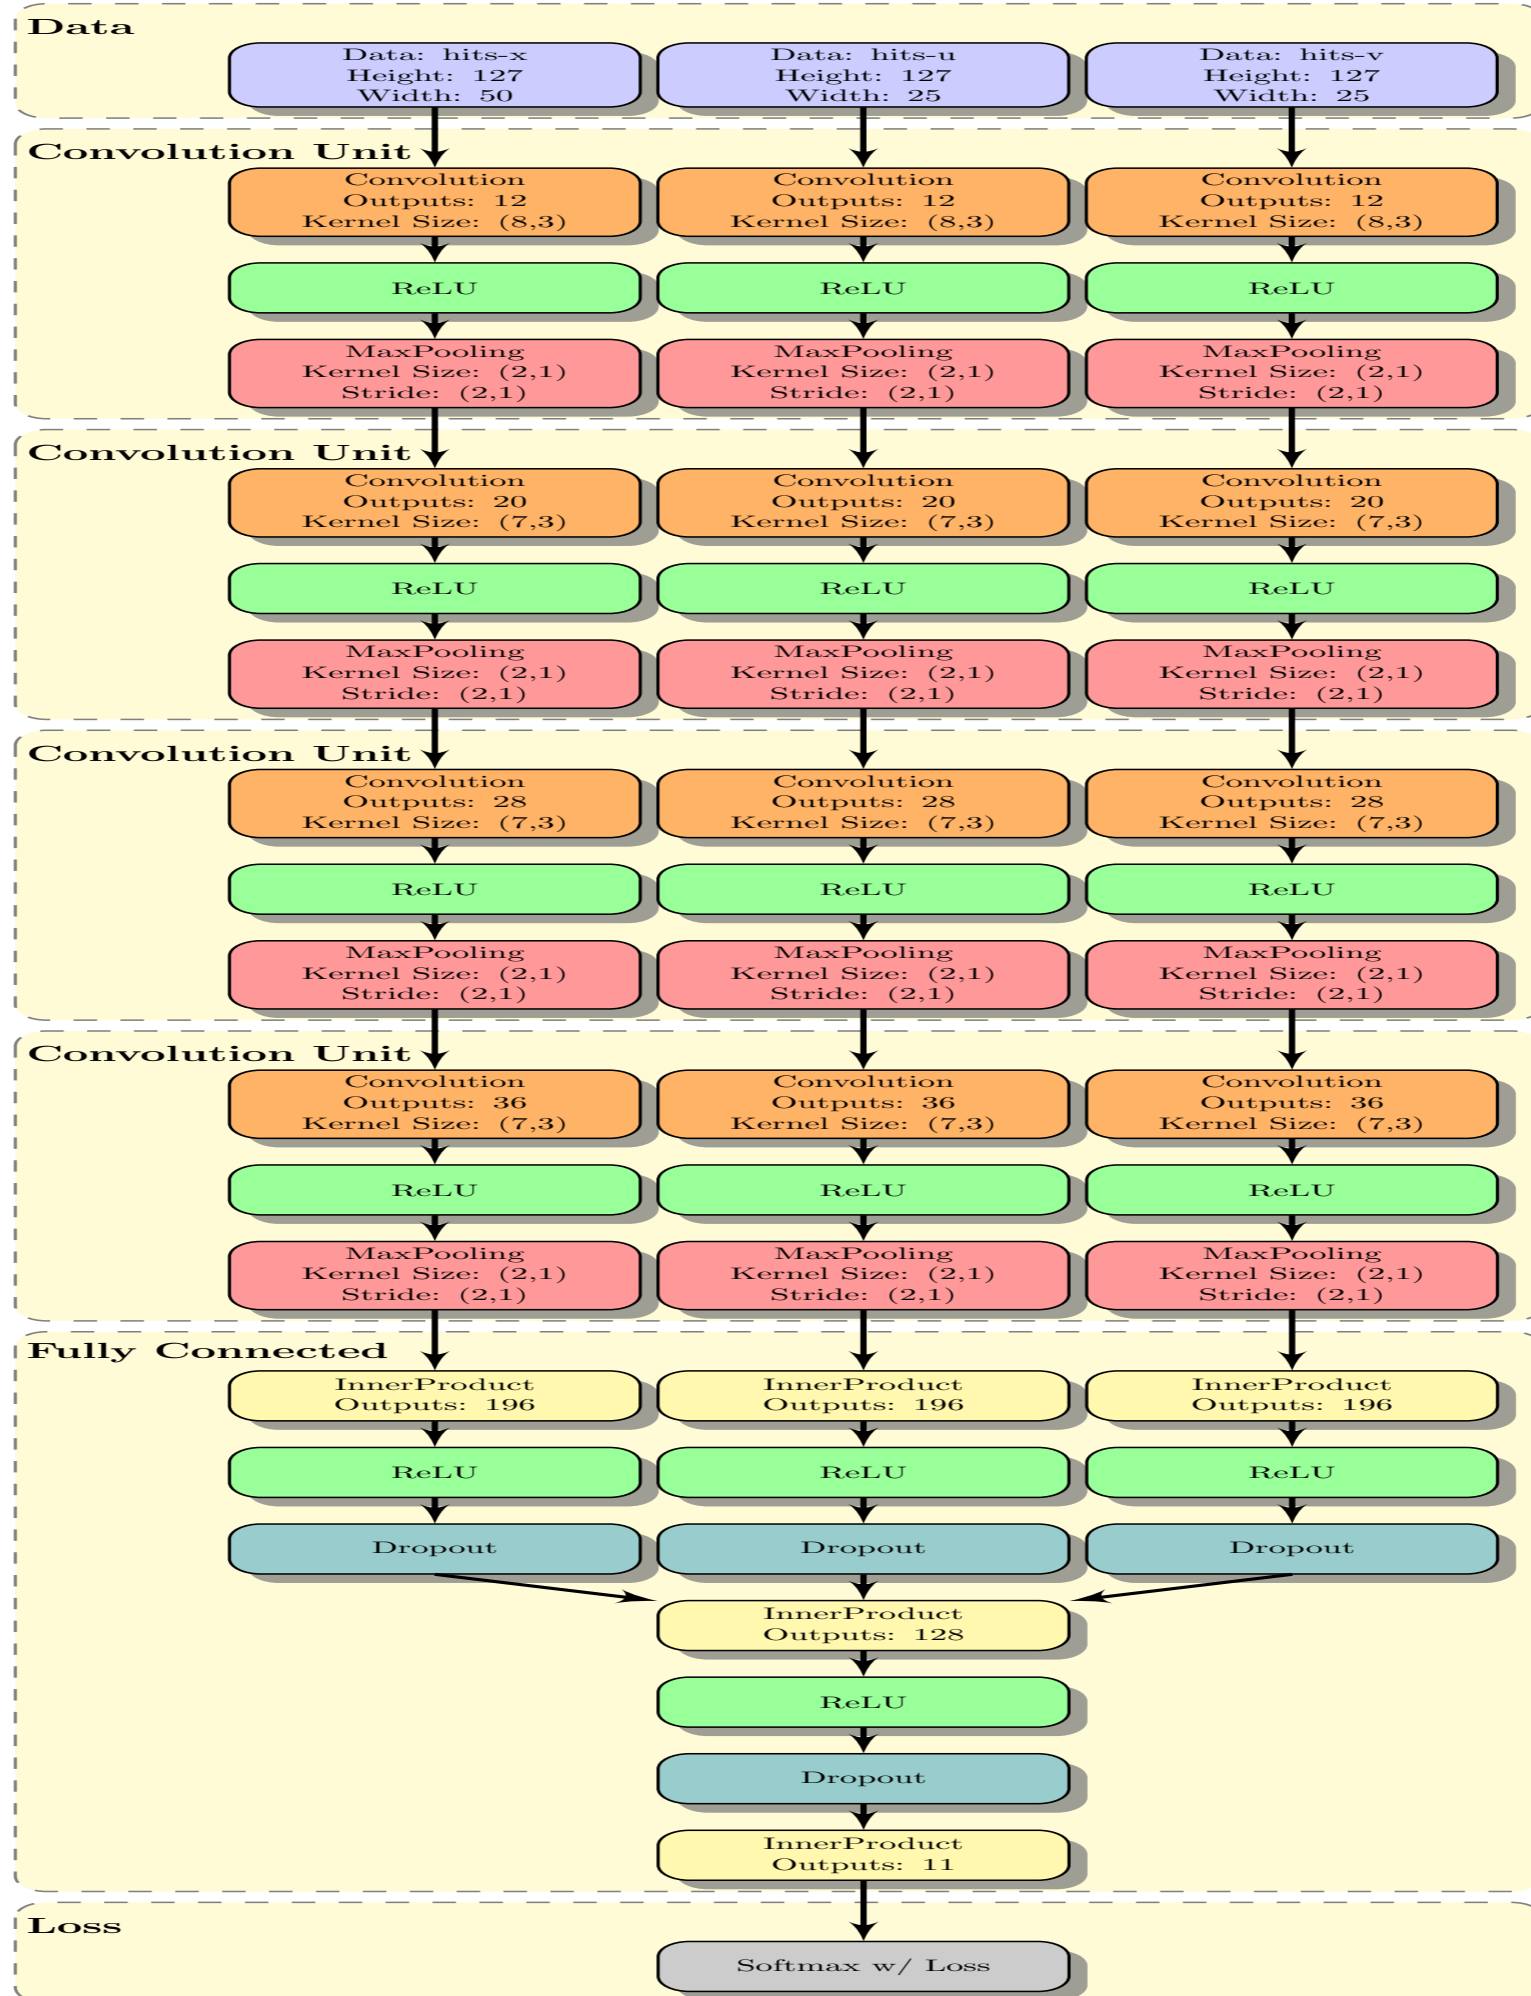 Data
Data: hits-x
Height: 127
Width: 50
Data: hits-u
Height: 127
Width: 25
Data: hits-v
Height: 127
Width: 25
Convolution Unit
Convolution
Outputs: 12
Kernel Size: (8,3)
Convolution
Outputs: 12
Kernel Size: (8,3)
Convolution
Outputs: 12
Kernel Size: (8,3)
ReLU
ReLU
ReLU
MaxPooling
Kernel Size: (2,1)
Stride: (2,1)
MaxPooling
Kernel Size: (2,1)
Stride: (2,1)
MaxPooling
Kernel Size: (2,1)
Stride: (2,1)
Convolution Unit
Convolution
Outputs: 20
Kernel Size: (7,3)
Convolution
Outputs: 20
Kernel Size: (7,3)
Convolution
Outputs: 20
Kernel Size: (7,3)
ReLU
ReLU
ReLU
MaxPooling
Kernel Size: (2,1)
Stride: (2,1)
MaxPooling
Kernel Size: (2,1)
Stride: (2,1)
MaxPooling
Kernel Size: (2,1)
Stride: (2,1)
Convolution Unit
Convolution
Outputs: 28
Kernel Size: (7,3)
Convolution
Outputs: 28
Kernel Size: (7,3)
Convolution
Outputs: 28
Kernel Size: (7,3)
ReLU
ReLU
ReLU
MaxPooling
Kernel Size: (2,1)
Stride: (2,1)
MaxPooling
Kernel Size: (2,1)
Stride: (2,1)
MaxPooling
Kernel Size: (2,1)
Stride: (2,1)
Convolution Unit
Convolution
Outputs: 36
Kernel Size: (7,3)
Convolution
Outputs: 36
Kernel Size: (7,3)
Convolution
Outputs: 36
Kernel Size: (7,3)
ReLU
ReLU
ReLU
MaxPooling
Kernel Size: (2,1)
Stride: (2,1)
MaxPooling
Kernel Size: (2,1)
Stride: (2,1)
MaxPooling
Kernel Size: (2,1)
Stride: (2,1)
Fully Connected
InnerProduct
Outputs: 196
InnerProduct
Outputs: 196
InnerProduct
Outputs: 196
ReLU
ReLU
ReLU
Dropout
Dropout
Dropout
InnerProduct
Outputs: 128
ReLU
Dropout
InnerProduct
Outputs: 11
Loss
Softmax w/ Loss